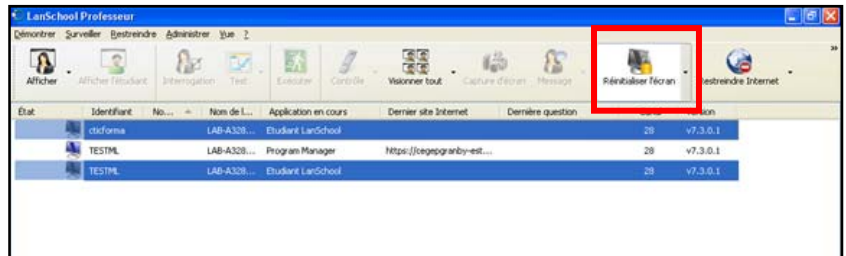 LanSchool Professeur
Démontrer Surveiller Restreindre Administrer Vue ?
Afficher Afficher l'étudiant Interrogation Test Exécuter Contrôle Visionner tout Capture d'écran Message Réinitialiser l'écran Restreindre Internet »
État Identifiant No... Nom de l... Application en cours Dernier site Internet Dernière question Version
cticforma LAB-A328... Etudiant LanSchool 28 v7.3.0.1
TESTML LAB-A328... Program Manager https://cegepgranby-est... 28 v7.3.0.1
TESTML LAB-A328... Etudiant LanSchool 28 v7.3.0.1